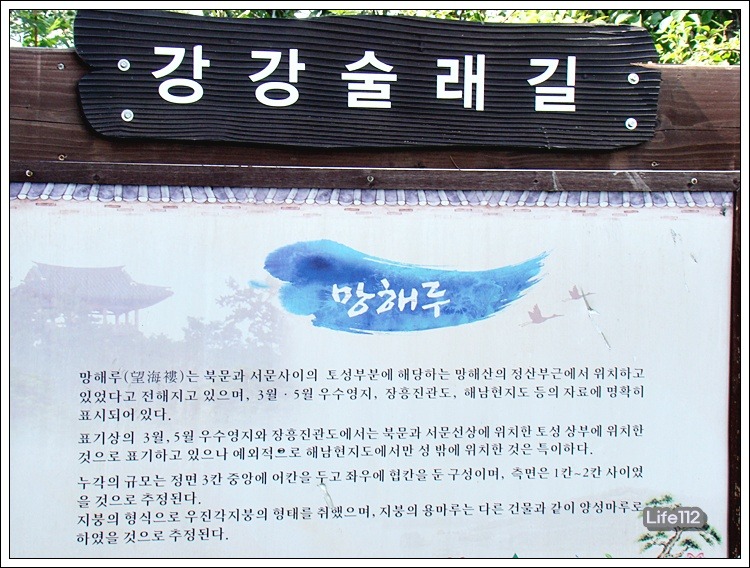 강강술래길
망해루
망해루(望海褸)는 북문과 서문사이의 토성부분에 해당하는 망해산의 정산부근에서 위치하고
있었다고 전해지고 있으며, 3월 · 5월 우수영지, 장흥진관도, 해남현지도 등의 자료에 명확히
표시되어 있다.
표기상의 3월, 5월 우수영지와 장흥진관도에서는 북문과 서문선상에 위치한 토성 상부에 위치한
것으로 표기하고 있으나 예외적으로 해남현지도에서만 성 밖에 위치한 것은 특이하다.
누각의 규모는 정면 3칸 중앙에 어칸을 두고 좌우에 협칸을 둔 구성이며, 측면은 1칸~2칸 사이였
을 것으로 추정된다.
지붕의 형식으로 우진각지붕의 형태를 취했으며, 지붕의 용마루는 다른 건물과 같이 양성마루로
하였을 것으로 추정된다.
Life112